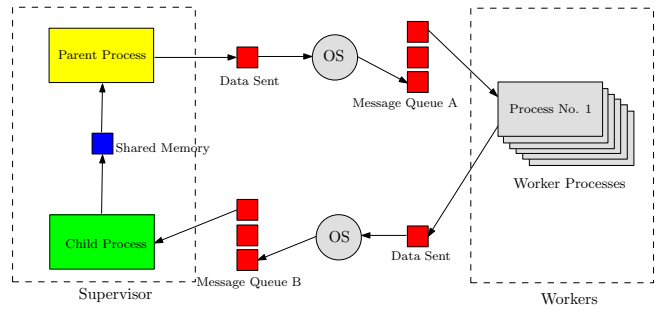 Parent Process
OS
Data Sent
Message Queue A
Process No. 1
Shared Memory
Worker Processes
Child Process
OS
Data Sent
Message Queue B
Supervisor
Workers